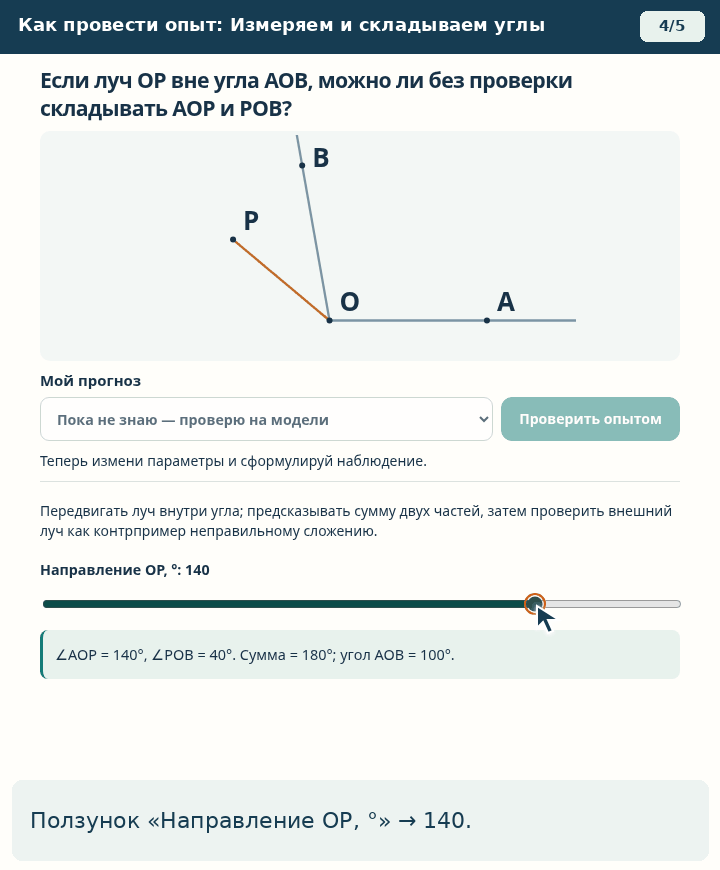 Как провести опыт: Измеряем и складываем углы
4/5
Если луч OP вне угла AOB, можно ли без проверки
складывать AOP и POB?
B
P
O
A
Мой прогноз
Пока не знаю — проверю на модели
Проверить опытом
Теперь измени параметры и сформулируй наблюдение.
Передвигать луч внутри угла; предсказывать сумму двух частей, затем проверить внешний
луч как контрпример неправильному сложению.
Направление OP, °: 140
∠AOP = 140°, ∠POB = 40°. Сумма = 180°; угол AOB = 100°.
Ползунок «Направление OP, °» → 140.